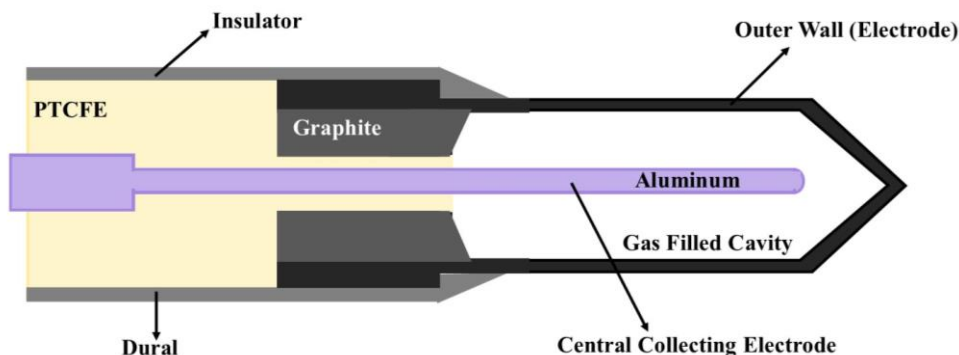 Insulator
Outer Wall (Electrode)
PTCFE
Graphite
Aluminum
Gas Filled Cavity
Dural
Central Collecting Electrode